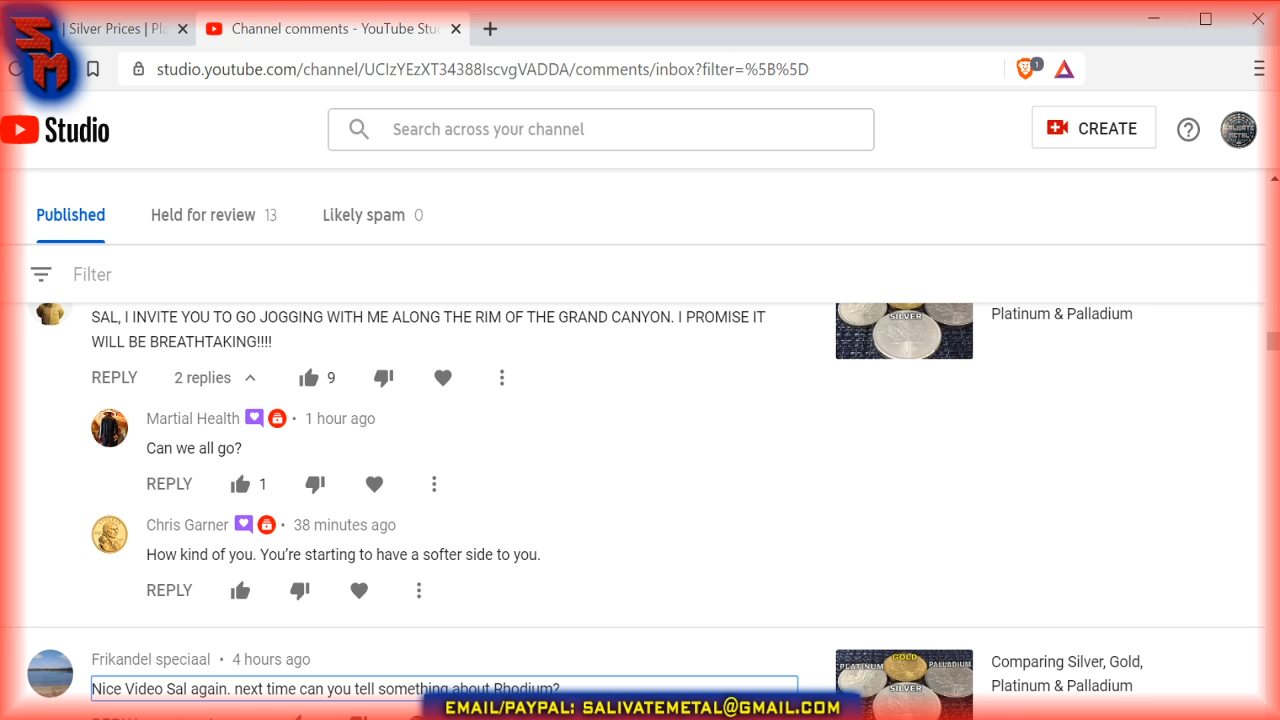 SM
| Silver Prices | Pl
Channel comments - YouTube Stu
studio.youtube.com/channel/UCIzYEzXT34388IscvgVADDA/comments/inbox?filter=%5B%5D
1
Studio
Search across your channel
CREATE
Published
Held for review 13
Likely spam 0
Filter
SAL, I INVITE YOU TO GO JOGGING WITH ME ALONG THE RIM OF THE GRAND CANYON. I PROMISE IT
WILL BE BREATHTAKING!!!!
SILVER
Platinum & Palladium
REPLY 2 replies 9
Martial Health • 1 hour ago
Can we all go?
REPLY 1
Chris Garner • 38 minutes ago
How kind of you. You’re starting to have a softer side to you.
REPLY
Frikandel speciaal • 4 hours ago
Nice Video Sal again. next time can you tell something about Rhodium?
PLATINUM GOLD PALLADIUM
SILVER
Comparing Silver, Gold,
Platinum & Palladium
EMAIL/PAYPAL: SALIVATEMETAL@GMAIL.COM